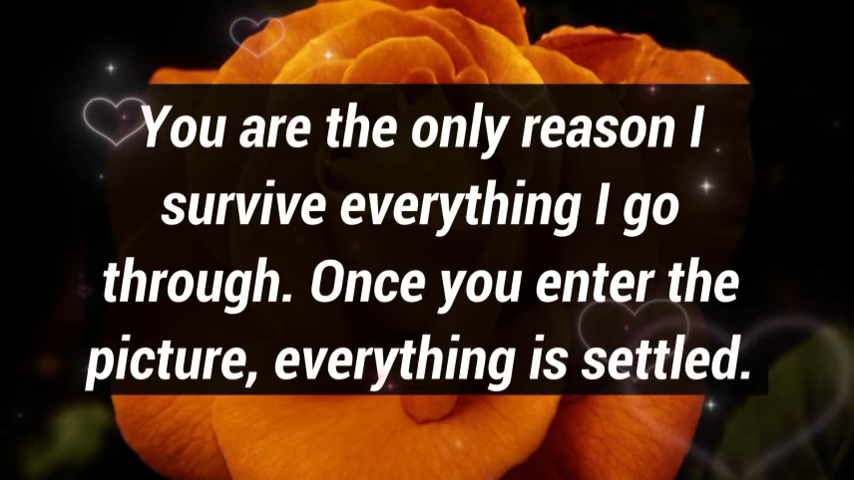 You are the only reason I
survive everything I go
through. Once you enter the
picture, everything is settled.